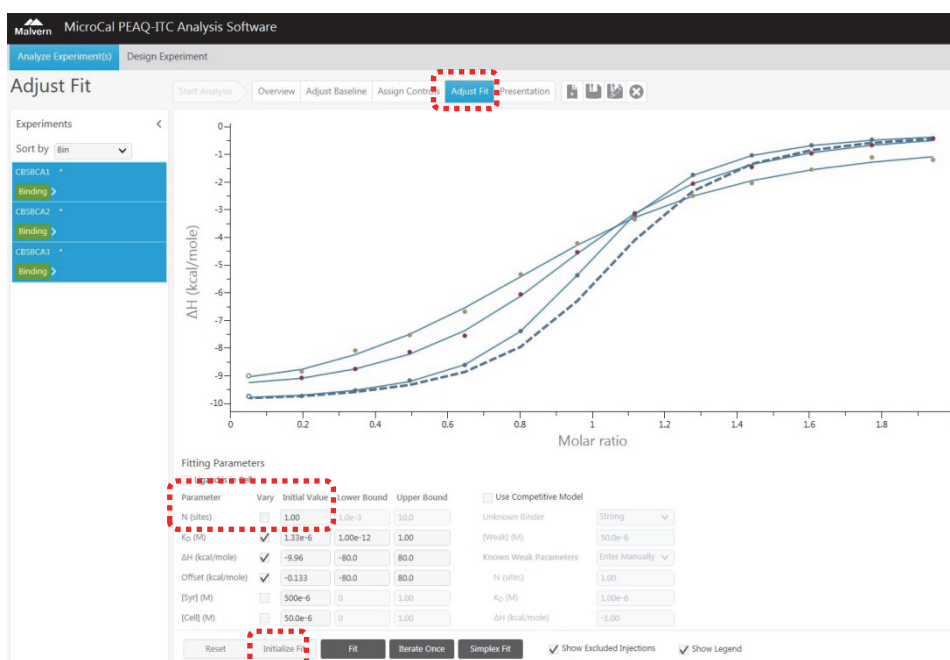 Malvern MicroCal PEAQ-ITC Analysis Software
Analyze Experiment(s) Design Experiment
Adjust Fit
Start Analysis Overview Adjust Baseline Assign Controls Adjust Fit Presentation
Experiments
Sort by Bin
CBSBCA1 *
Binding >
CBSBCA2 *
Binding >
CBSBCA3 *
Binding >
ΔH (kcal/mole)
0
-1
-2
-3
-4
-5
-6
-7
-8
-9
-10
0 0.2 0.4 0.6 0.8 1 1.2 1.4 1.6 1.8
Molar ratio
Fitting Parameters
Ligand is in Cell
Parameter Vary Initial Value Lower Bound Upper Bound Use Competitive Model
N (sites) 1.00 1.0e-3 10.0 Unknown Binder Strong
K_D (M) 1.33e-6 1.00e-12 1.00 [Weak] (M) 50.0e-6
ΔH (kcal/mole) -9.96 -80.0 80.0 Known Weak Parameters Enter Manually
Offset (kcal/mole) -0.133 -80.0 80.0 N (sites) 1.00
[Syr] (M) 500e-6 0 1.00 K_D (M) 1.00e-6
[Cell] (M) 50.0e-6 0 1.00 ΔH (kcal/mole) -1.00
Reset Initialize Fit Fit Iterate Once Simplex Fit Show Excluded Injections Show Legend